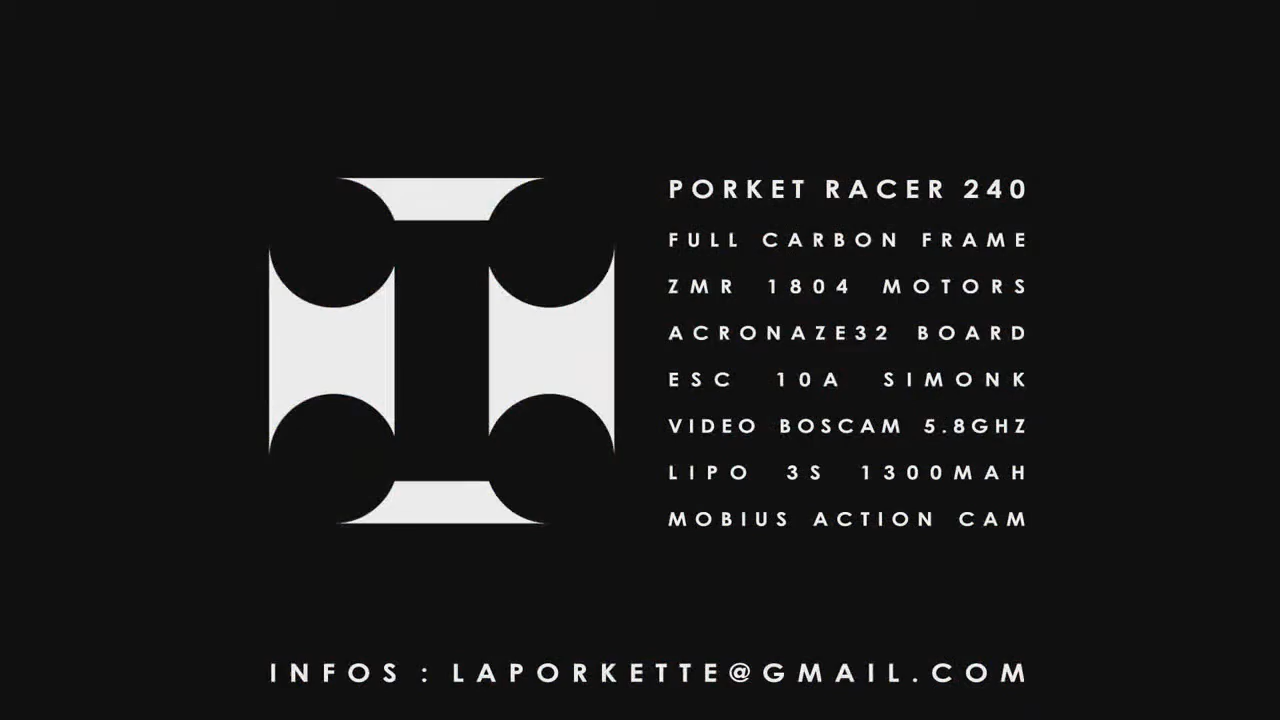 PORKET RACER 240
FULL CARBON FRAME
ZMR 1804 MOTORS
ACRONAZE32 BOARD
ESC 10A SIMONK
VIDEO BOSCAM 5.8GHZ
LIPO 3S 1300MAH
MOBIUS ACTION CAM
INFOS : LAPORKETTE@GMAIL.COM